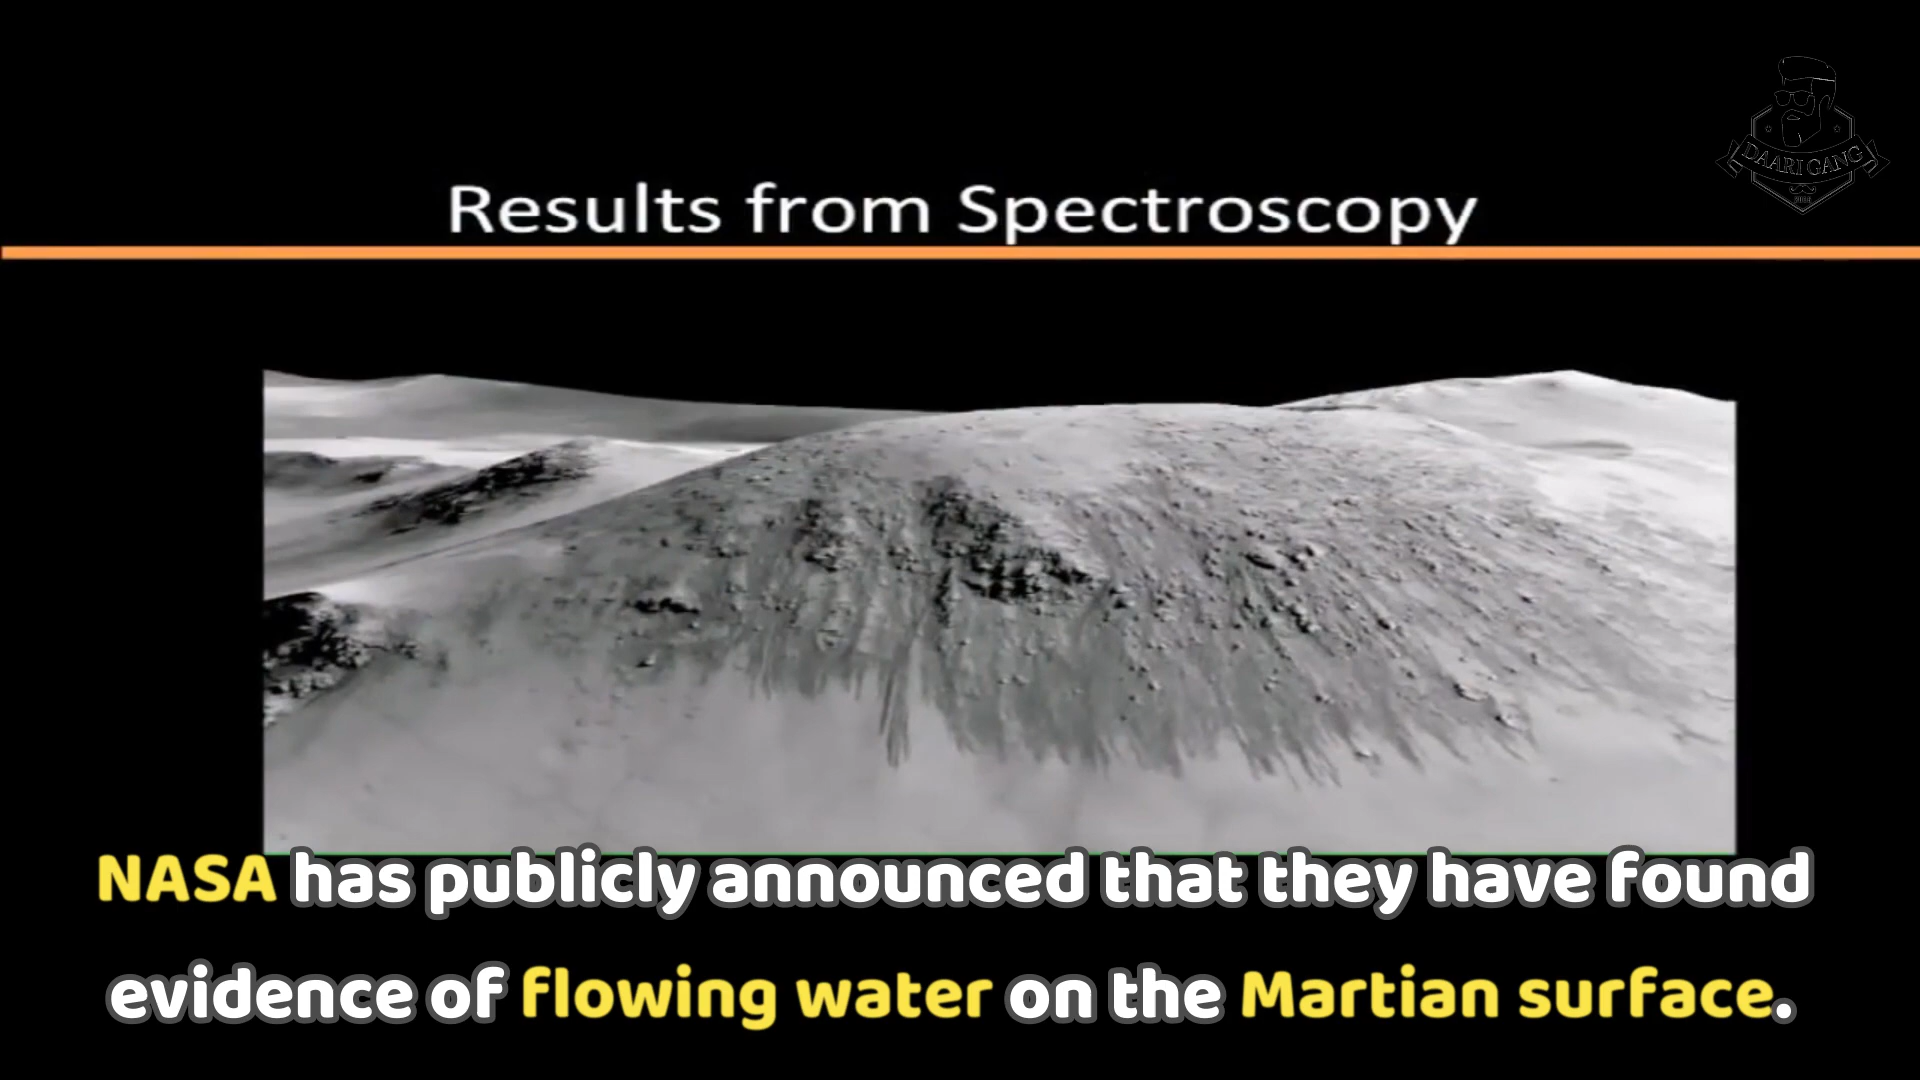 DAARI GANG
Results from Spectroscopy
NASA has publicly announced that they have found
evidence of flowing water on the Martian surface.